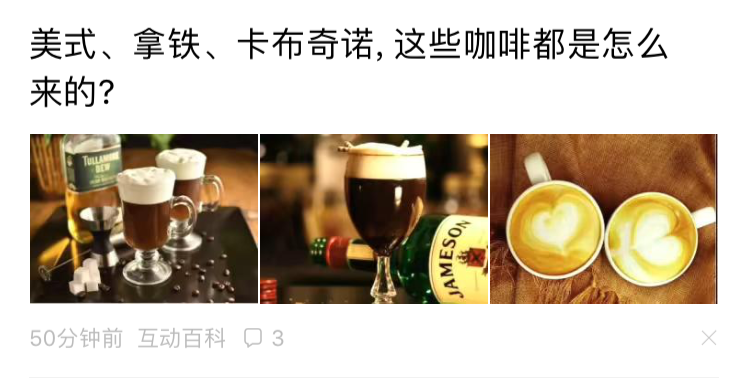 美式、拿铁、卡布奇诺, 这些咖啡都是怎么
来的?
TULLAMORE
DEW
JAMESON
50分钟前 互动百科 3